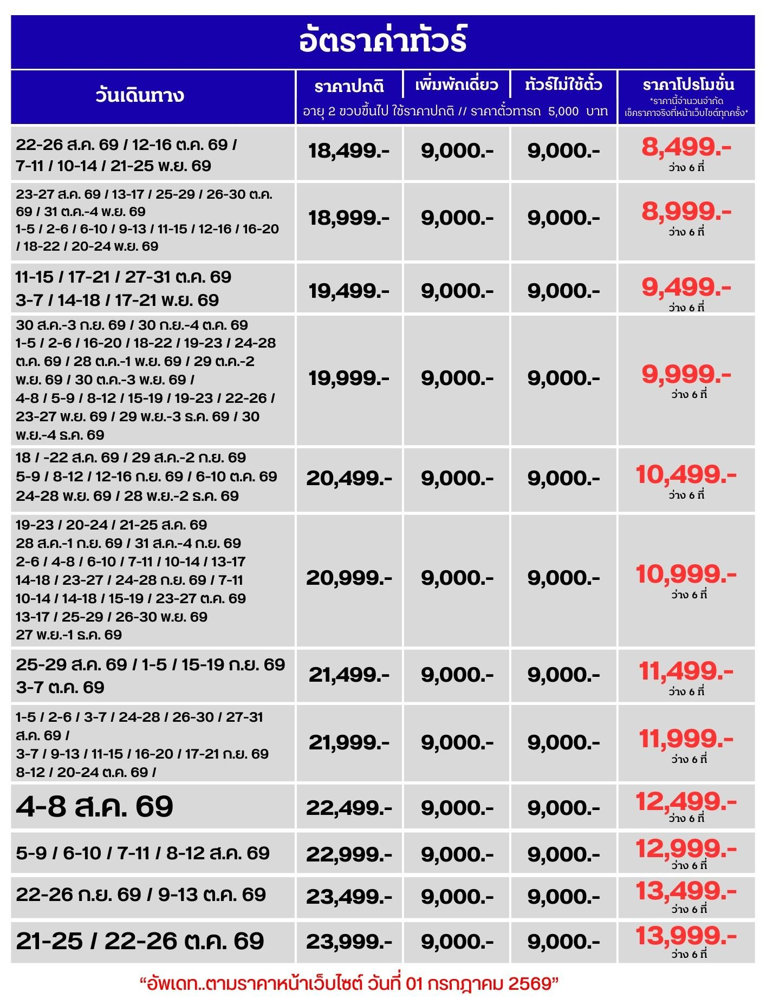 อัตราค่าทัวร์
วันเดินทาง
ราคาปกติ
เพิ่มพักเดี่ยว
ทัวร์ไม่ใช้ตั๋ว
อายุ 2 ขวบขึ้นไป ใช้ราคาปกติ // ราคาตั๋วทารก 5,000 บาท
ราคาโปรโมชั่น
*ราคานี้จำนวนจำกัด
เช็คราคาจริงที่หน้าเว็บไซต์ทุกครั้ง*
22-26 ส.ค. 69 / 12-16 ต.ค. 69 /
7-11 / 10-14 / 21-25 พ.ย. 69
18,499.-
9,000.-
9,000.-
8,499.-
ว่าง 6 ที่
23-27 ส.ค. 69 / 13-17 / 25-29 / 26-30 ต.ค.
69 / 31 ต.ค.-4 พ.ย. 69
1-5 / 2-6 / 6-10 / 9-13 / 11-15 / 12-16 / 16-20
/ 18-22 / 20-24 พ.ย. 69
18,999.-
9,000.-
9,000.-
8,999.-
ว่าง 6 ที่
11-15 / 17-21 / 27-31 ต.ค. 69
3-7 / 14-18 / 17-21 พ.ย. 69
19,499.-
9,000.-
9,000.-
9,499.-
ว่าง 6 ที่
30 ส.ค.-3 ก.ย. 69 / 30 ก.ย.-4 ต.ค. 69
1-5 / 2-6 / 16-20 / 18-22 / 19-23 / 24-28
ต.ค. 69 / 28 ต.ค.-1 พ.ย. 69 / 29 ต.ค.-2
พ.ย. 69 / 30 ต.ค.-3 พ.ย. 69 /
4-8 / 5-9 / 8-12 / 15-19 / 19-23 / 22-26 /
23-27 พ.ย. 69 / 29 พ.ย.-3 ธ.ค. 69 / 30
พ.ย.-4 ธ.ค. 69
19,999.-
9,000.-
9,000.-
9,999.-
ว่าง 6 ที่
18 / -22 ส.ค. 69 / 29 ส.ค.-2 ก.ย. 69
5-9 / 8-12 / 12-16 ก.ย. 69 / 6-10 ต.ค. 69
24-28 พ.ย. 69 / 28 พ.ย.-2 ธ.ค. 69
20,499.-
9,000.-
9,000.-
10,499.-
ว่าง 6 ที่
19-23 / 20-24 / 21-25 ส.ค. 69
28 ส.ค.-1 ก.ย. 69 / 31 ส.ค.-4 ก.ย. 69
2-6 / 4-8 / 6-10 / 7-11 / 10-14 / 13-17
14-18 / 23-27 / 24-28 ก.ย. 69 / 7-11
10-14 / 14-18 / 15-19 / 23-27 ต.ค. 69
13-17 / 25-29 / 26-30 พ.ย. 69
27 พ.ย.-1 ธ.ค. 69
20,999.-
9,000.-
9,000.-
10,999.-
ว่าง 6 ที่
25-29 ส.ค. 69 / 1-5 / 15-19 ก.ย. 69
3-7 ต.ค. 69
21,499.-
9,000.-
9,000.-
11,499.-
ว่าง 6 ที่
1-5 / 2-6 / 3-7 / 24-28 / 26-30 / 27-31
ส.ค. 69 /
3-7 / 9-13 / 11-15 / 16-20 / 17-21 ก.ย. 69
8-12 / 20-24 ต.ค. 69 /
21,999.-
9,000.-
9,000.-
11,999.-
ว่าง 6 ที่
4-8 ส.ค. 69
22,499.-
9,000.-
9,000.-
12,499.-
ว่าง 6 ที่
5-9 / 6-10 / 7-11 / 8-12 ส.ค. 69
22,999.-
9,000.-
9,000.-
12,999.-
ว่าง 6 ที่
22-26 ก.ย. 69 / 9-13 ต.ค. 69
23,499.-
9,000.-
9,000.-
13,499.-
ว่าง 6 ที่
21-25 / 22-26 ต.ค. 69
23,999.-
9,000.-
9,000.-
13,999.-
ว่าง 6 ที่
“อัพเดท..ตามราคาหน้าเว็บไซต์ วันที่ 01 กรกฎาคม 2569”